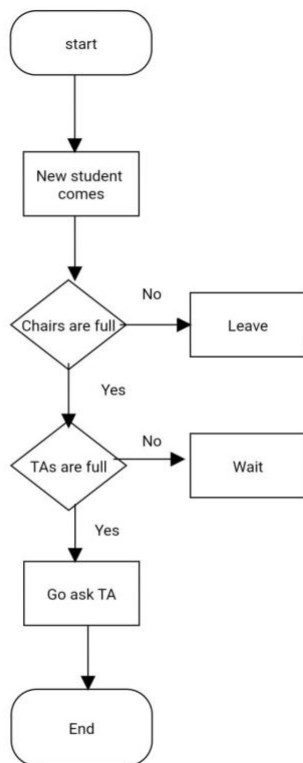 start
New student
comes
Chairs are full
No
Leave
Yes
TAs are full
No
Wait
Yes
Go ask TA
End